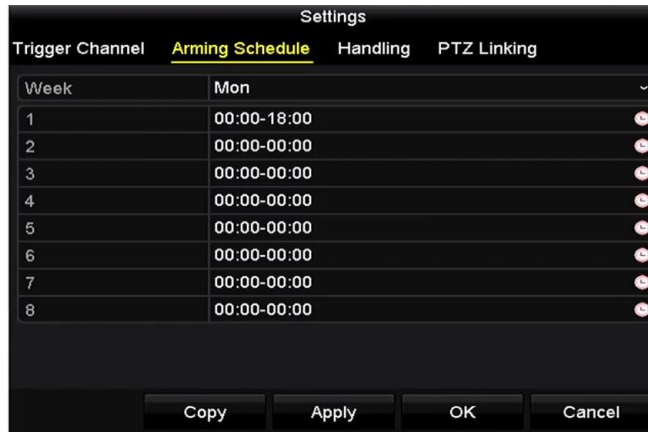 Settings
Trigger Channel Arming Schedule Handling PTZ Linking
Week Mon
1 00:00-18:00
2 00:00-00:00
3 00:00-00:00
4 00:00-00:00
5 00:00-00:00
6 00:00-00:00
7 00:00-00:00
8 00:00-00:00
Copy Apply OK Cancel